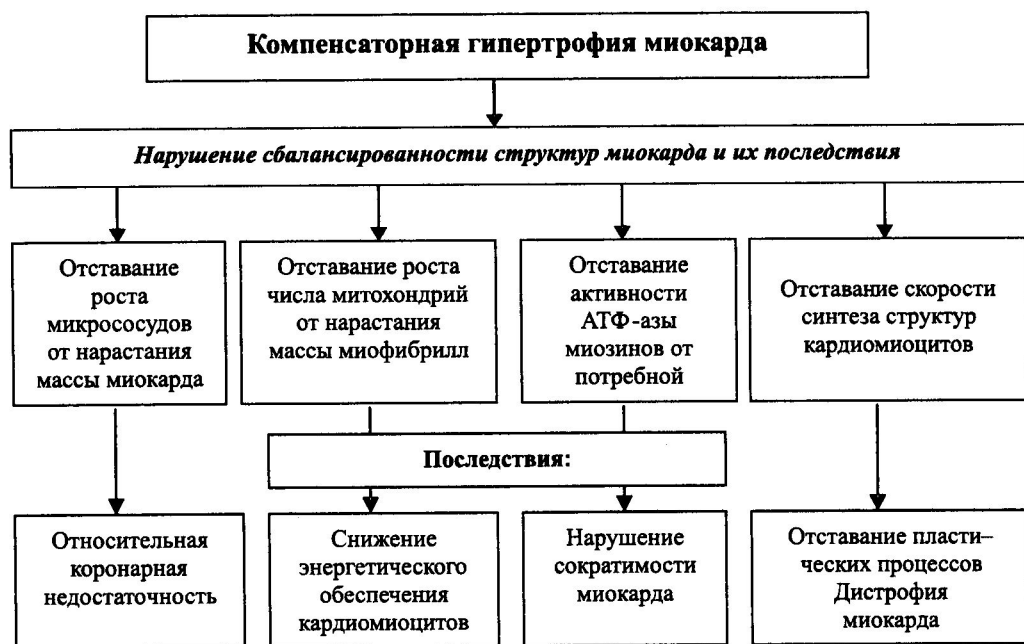 Компенсаторная гипертрофия миокарда
Нарушение сбалансированности структур миокарда и их последствия
Отставание
роста
микрососудов
от нарастания
массы миокарда
Отставание роста
числа митохондрий
от нарастания
массы миофибрилл
Отставание
активности
АТФ-азы
миозинов от
потребной
Отставание скорости
синтеза структур
кардиомиоцитов
Последствия:
Относительная
коронарная
недостаточность
Снижение
энергетического
обеспечения
кардиомиоцитов
Нарушение
сократимости
миокарда
Отставание пласти–
ческих процессов
Дистрофия
миокарда